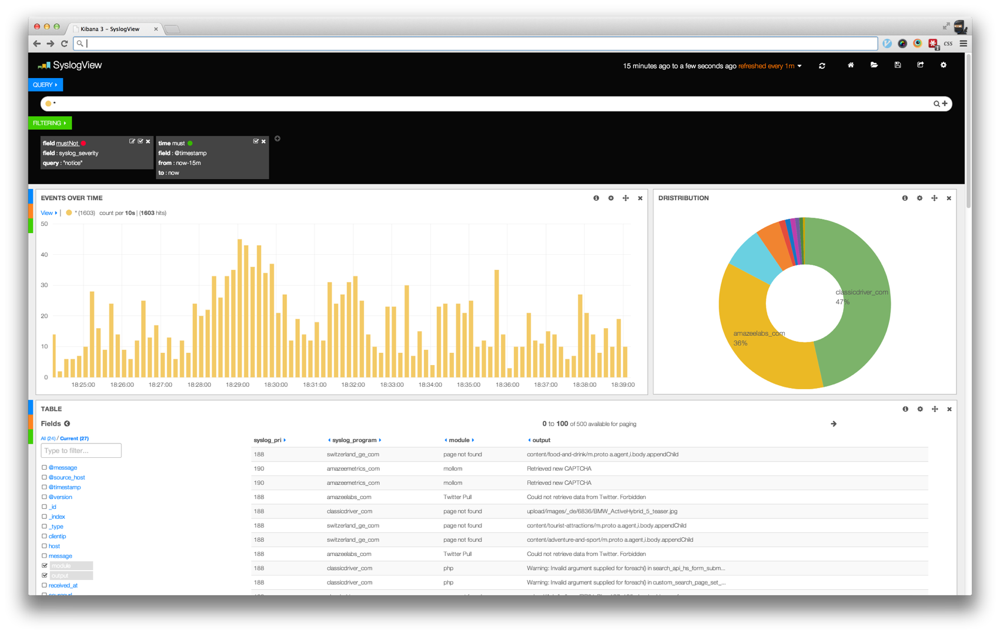 Kibana 3 – SyslogView
CSS
SyslogView
15 minutes ago to a few seconds ago refreshed every 1m
QUERY
*
FILTERING
field mustNot
field : syslog_severity
query : "notice"
time must
field : @timestamp
from : now-15m
to : now
EVENTS OVER TIME
View | * (1603) count per 10s | (1603 hits)
50
40
30
20
10
0
18:25:00 18:26:00 18:27:00 18:28:00 18:29:00 18:30:00 18:31:00 18:32:00 18:33:00 18:34:00 18:35:00 18:36:00 18:37:00 18:38:00 18:39:00
DRISTRIBUTION
classicdriver_com
47%
amazeelabs_com
36%
TABLE
Fields
All (24) / Current (27)
Type to filter...
@message
@source_host
@timestamp
@version
_id
_index
_type
clientip
host
message
module
output
received_at
0 to 100 of 500 available for paging
syslog_pri syslog_program module output
188 switzerland_ge_com page not found content/food-and-drink/m.proto a.agent,i.body.appendChild
190 amazeemetrics_com mollom Retrieved new CAPTCHA
190 amazeemetrics_com mollom Retrieved new CAPTCHA
188 amazeelabs_com Twitter Pull Could not retrieve data from Twitter. Forbidden
188 classicdriver_com page not found upload/images/_de/6836/BMW_ActiveHybrid_5_teaser.jpg
188 switzerland_ge_com page not found content/tourist-attractions/m.proto a.agent,i.body.appendChild
188 switzerland_ge_com page not found content/adventure-and-sport/m.proto a.agent,i.body.appendChild
188 amazeelabs_com Twitter Pull Could not retrieve data from Twitter. Forbidden
188 classicdriver_com php Warning: Invalid argument supplied for foreach() in search_api_hs_form_subm...
188 classicdriver_com php Warning: Invalid argument supplied for foreach() in custom_search_page_set_...